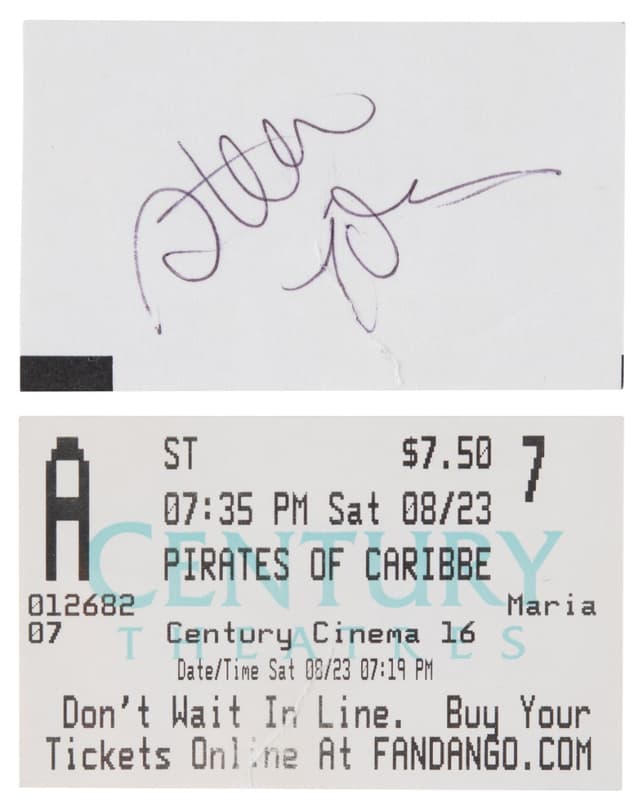 A
ST $7.50 7
07:35 PM Sat 08/23
PIRATES OF CARIBBE
CENTURY
THEATRES
012682 Maria
07 Century Cinema 16
Date/Time Sat 08/23 07:19 PM
Don't Wait In Line. Buy Your
Tickets Online At FANDANGO.COM